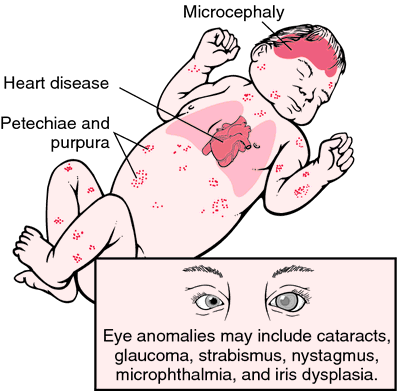 Microcephaly
Heart disease
Petechiae and
purpura
Eye anomalies may include cataracts,
glaucoma, strabismus, nystagmus,
microphthalmia, and iris dysplasia.